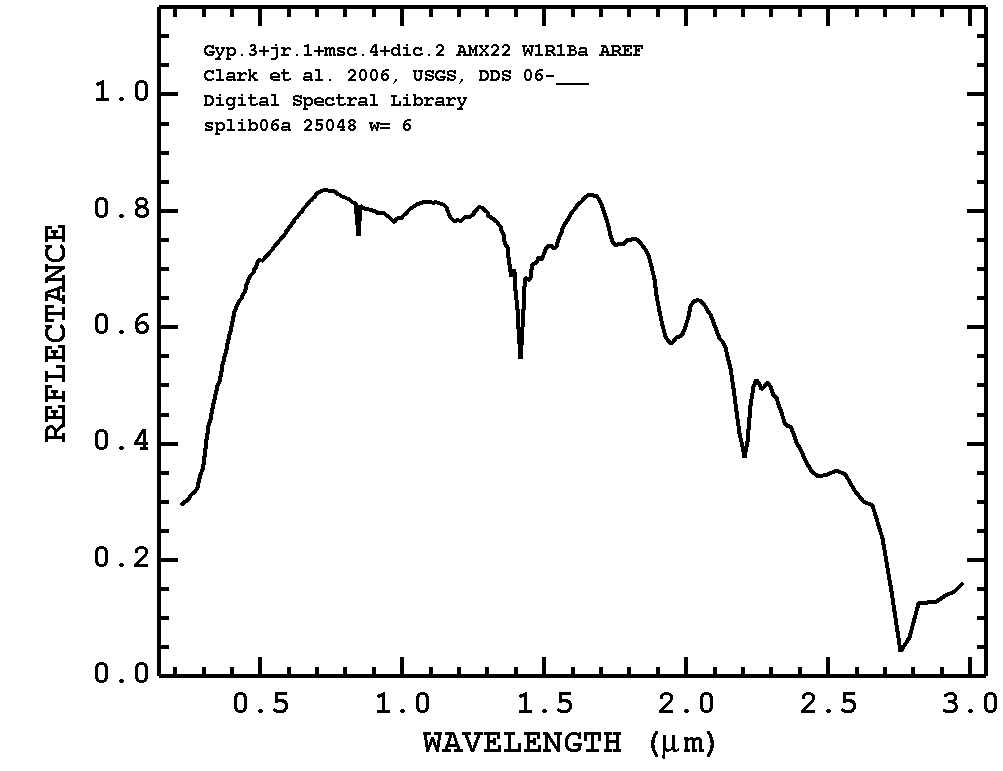 Gyp.3+jr.1+msc.4+dic.2 AMX22 W1R1Ba AREF
Clark et al. 2006, USGS, DDS 06-___
Digital Spectral Library
splib06a 25048 w= 6
REFLECTANCE
1.0
0.8
0.6
0.4
0.2
0.0
0.5 1.0 1.5 2.0 2.5 3.0
WAVELENGTH (μm)